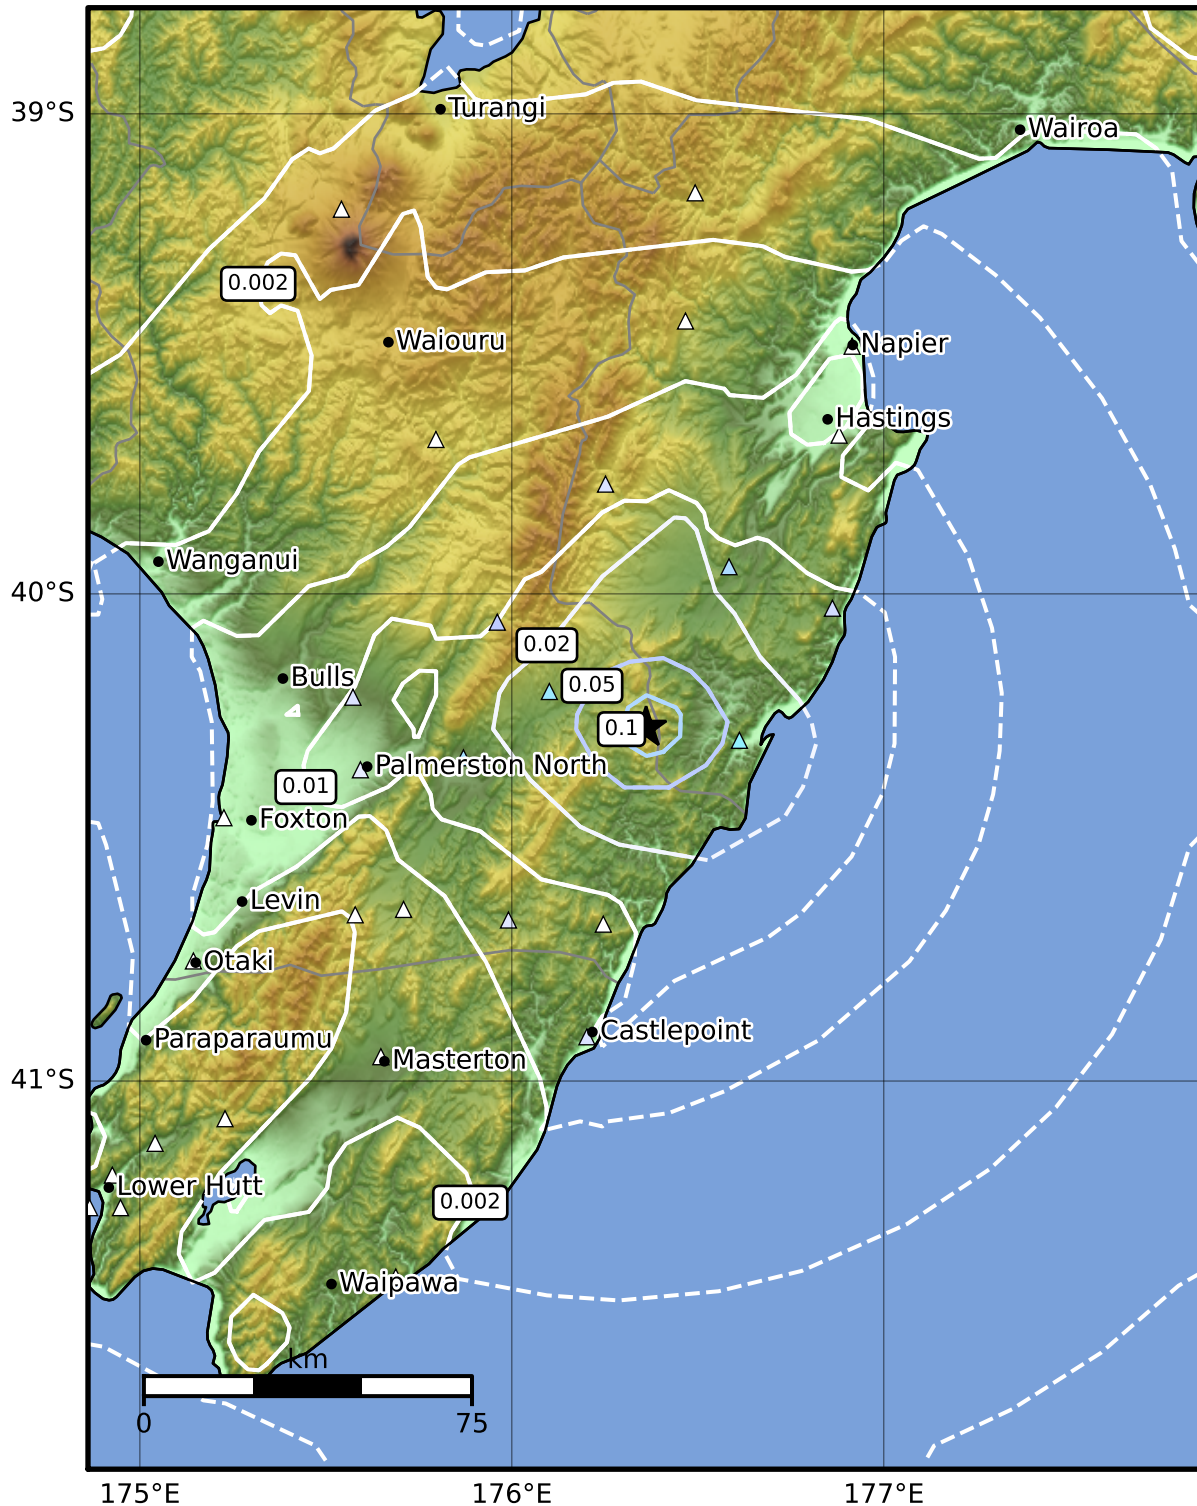 Turangi
39°S
Wairoa
0.002
Waiouru
Napier
Hastings
Wanganui
40°S
0.02
Bulls
0.05
0.1
Palmerston North
0.01
Foxton
Levin
Otaki
Castlepoint
Paraparaumu
Masterton
41°S
Lower Hutt
0.002
Waipawa
km
0
75
175°E
176°E
177°E